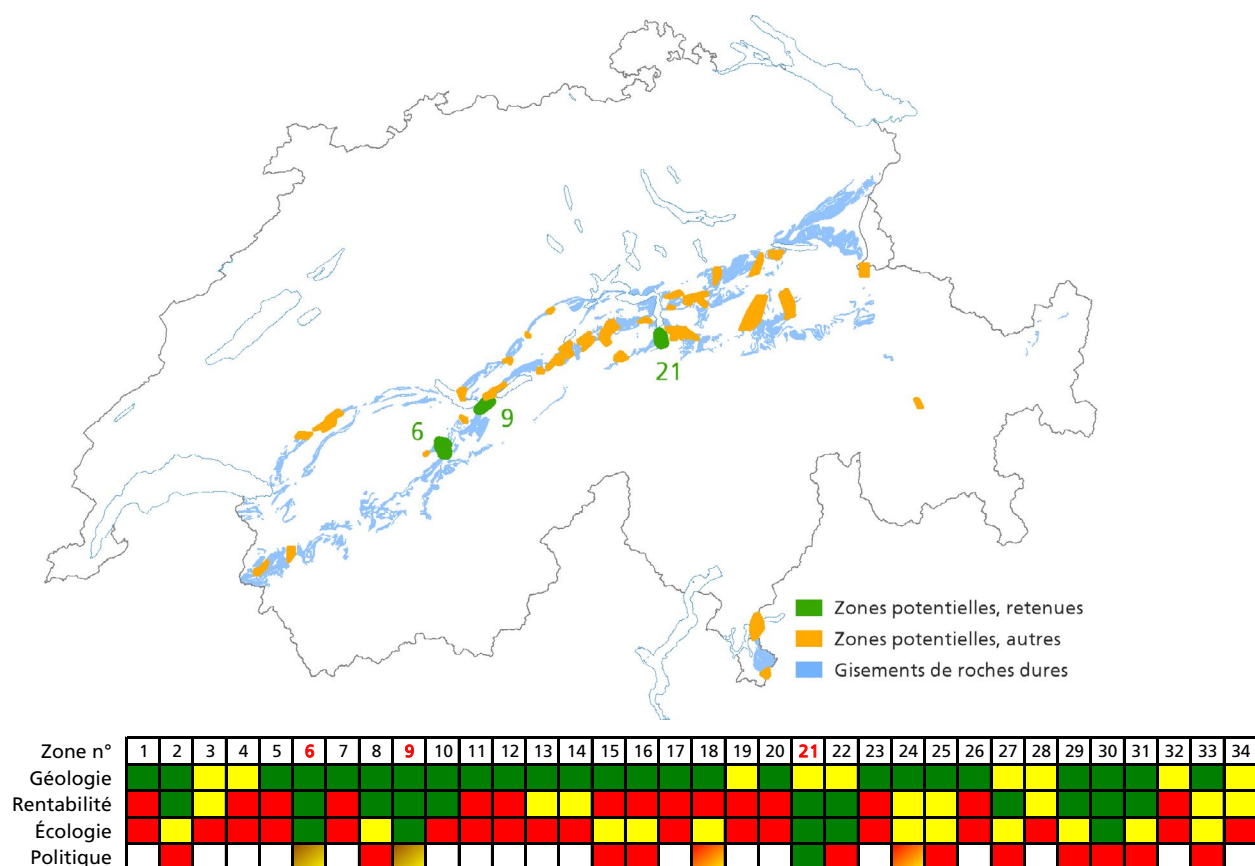 6
9
21
Zones potentielles, retenues
Zones potentielles, autres
Gisements de roches dures
Zone n° 1 2 3 4 5 6 7 8 9 10 11 12 13 14 15 16 17 18 19 20 21 22 23 24 25 26 27 28 29 30 31 32 33 34
Géologie
Rentabilité
Écologie
Politique